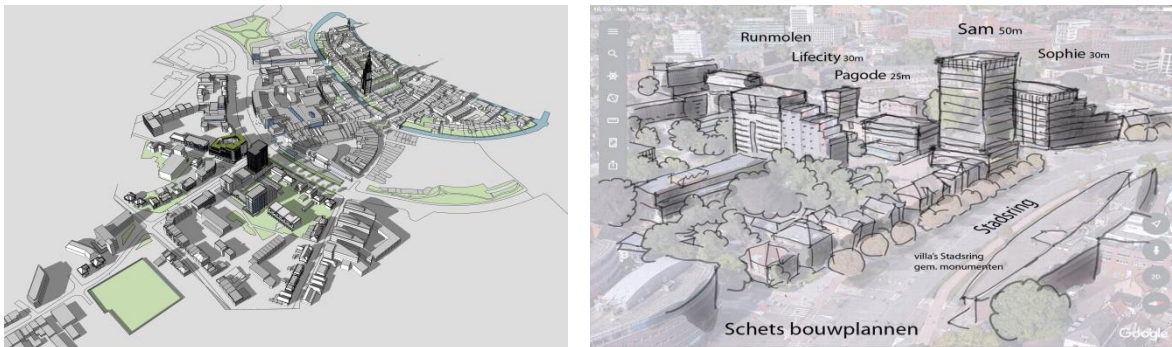 Sam 50m
Runmolen
Sophie 30m
Lifecity 30m
Pagode 25m
Stadsring
villa's Stadsring
gem. monumenten
Schets bouwplannen
Google